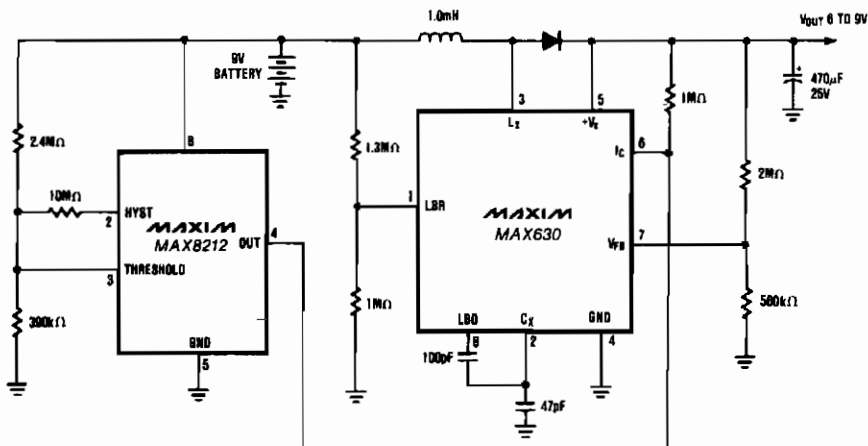 1.0mH
VOUT 6 TO 9V
9V
BATTERY
470µF
25V
+
3
5
1MΩ
LX
+VS
2.4MΩ
8
1.3MΩ
IC
6
2MΩ
10MΩ
HYST
2
MAXIM
MAX8212
OUT
4
1
LBR
MAXIM
MAX630
VFB
7
THRESHOLD
3
390kΩ
1MΩ
560kΩ
GND
5
LBD
CX
GND
8
2
4
100pF
47pF